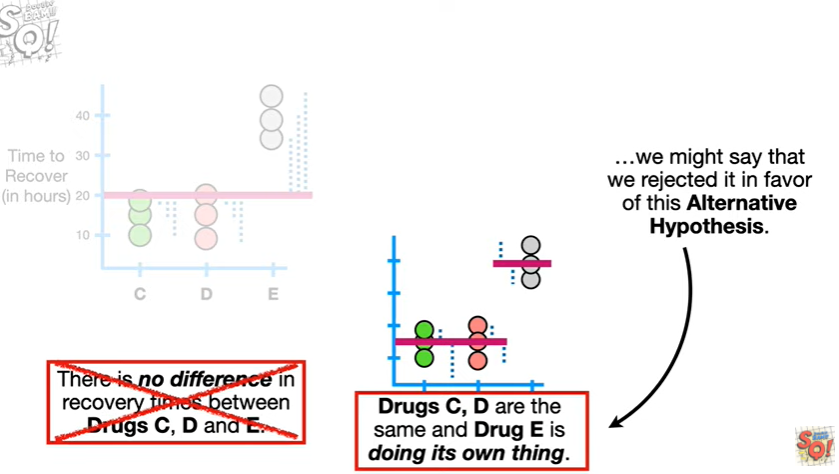 SQ!
40
Time to
Recover
(in hours)
30
20
10
C D E
There is no difference in
recovery times between
Drugs C, D and E.
Drugs C, D are the
same and Drug E is
doing its own thing.
…we might say that
we rejected it in favor
of this Alternative
Hypothesis.
SQ!